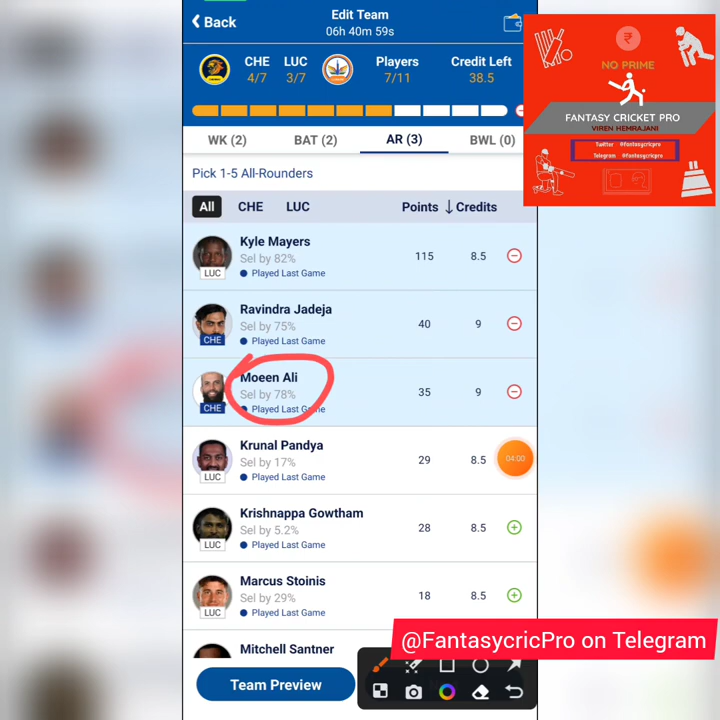 Back
Edit Team
06h 40m 59s
CHE
LUC
Players
Credit Left
4/7
3/7
7/11
38.5
WK (2)
BAT (2)
AR (3)
BWL (0)
Pick 1-5 All-Rounders
All
CHE
LUC
Points
Credits
Kyle Mayers
Sel by 82%
Played Last Game
LUC
115
8.5
Ravindra Jadeja
Sel by 75%
Played Last Game
CHE
40
9
Moeen Ali
Sel by 78%
Played Last Game
CHE
35
9
Krunal Pandya
Sel by 17%
Played Last Game
LUC
29
8.5
04:00
Krishnappa Gowtham
Sel by 5.2%
Played Last Game
LUC
28
8.5
Marcus Stoinis
Sel by 29%
Played Last Game
LUC
18
8.5
Mitchell Santner
Team Preview
NO PRIME
FANTASY CRICKET PRO
VIREN HEMRAJANI
Twitter @fantasycricpro
Telegram @fantasycricpro
@FantasycricPro on Telegram